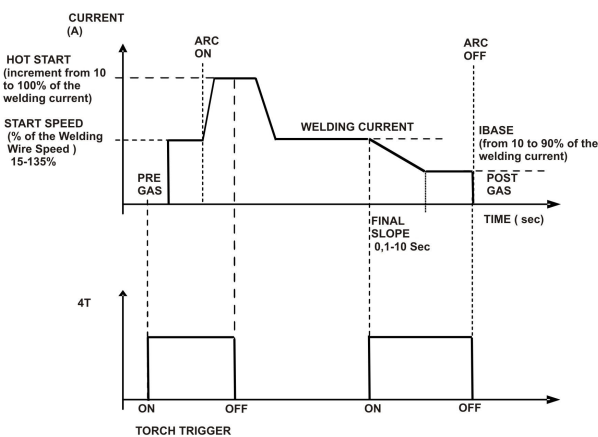 CURRENT
(A)
HOT START
(increment from 10
to 100% of the
welding current)
ARC
ON
ARC
OFF
START SPEED
(% of the Welding
Wire Speed )
15-135%
WELDING CURRENT
IBASE
(from 10 to 90% of the
welding current)
PRE
GAS
POST
GAS
TIME ( sec)
FINAL
SLOPE
0,1-10 Sec
4T
ON
OFF
ON
OFF
TORCH TRIGGER